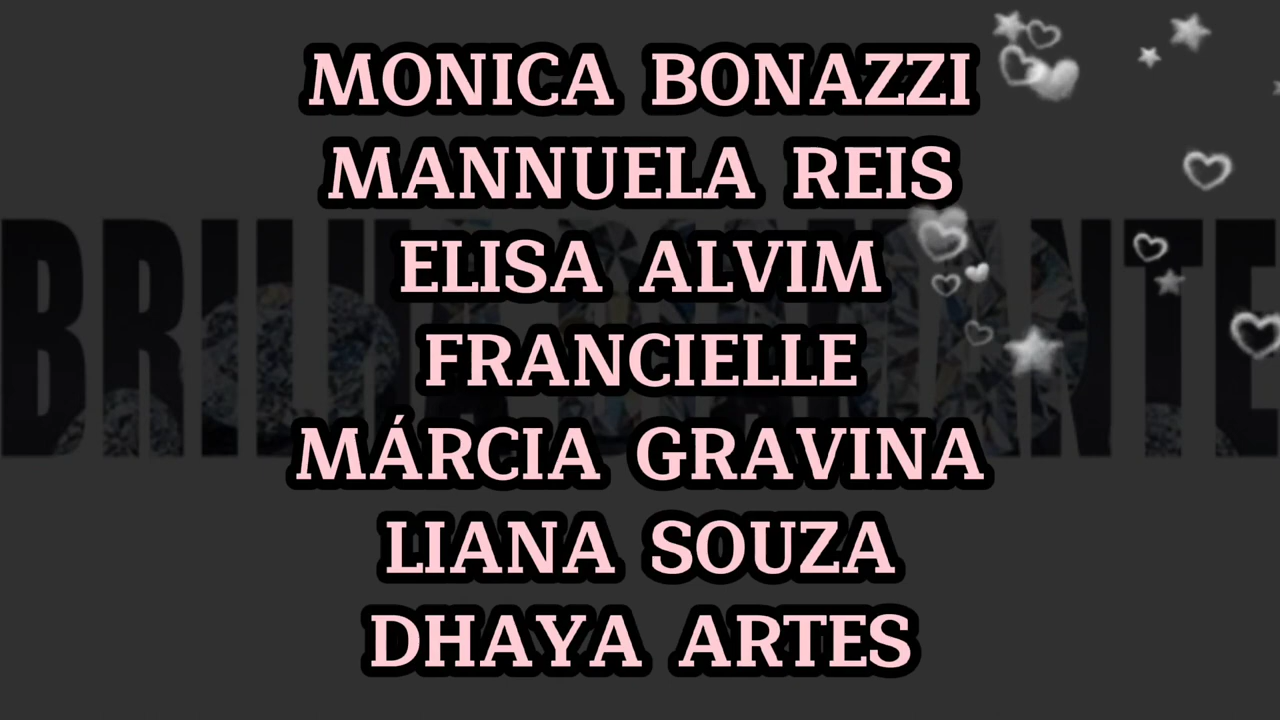 MONICA BONAZZI
MANNUELA REIS
ELISA ALVIM
FRANCIELLE
MÁRCIA GRAVINA
LIANA SOUZA
DHAYA ARTES